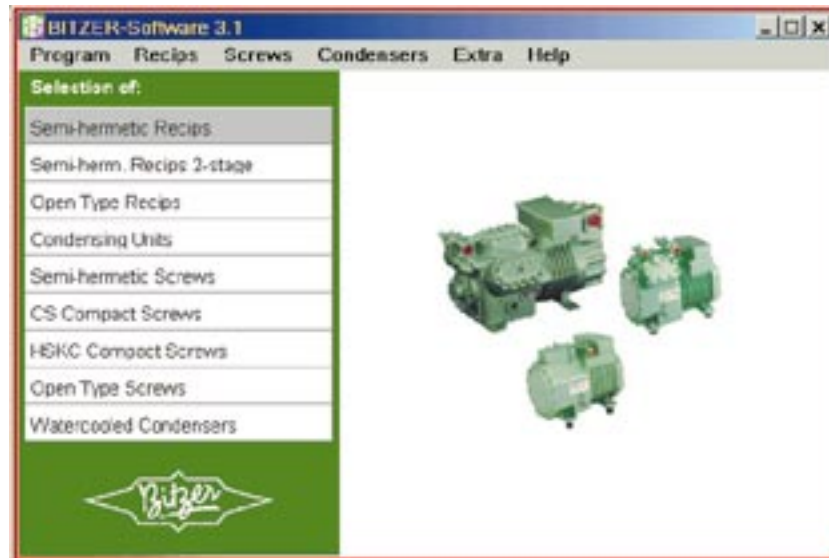 BITZER-Software 3.1
Program Recips Screws Condensers Extra Help
Selection of:
Semi-hermetic Recips
Semi-herm. Recips 2-stage
Open Type Recips
Condensing Units
Semi-hermetic Screws
CS Compact Screws
HSKC Compact Screws
Open Type Screws
Watercooled Condensers
Bitzer